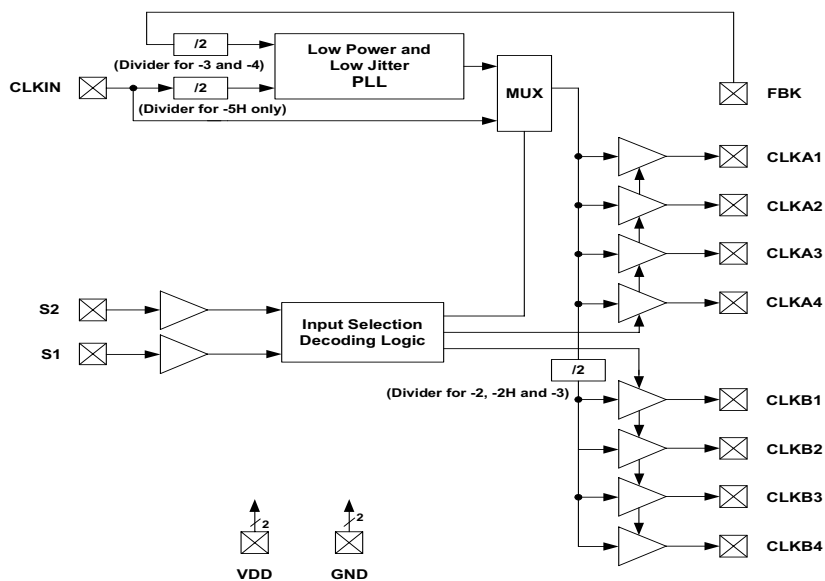 /2
Low Power and
Low Jitter
PLL
(Divider for -3 and -4)
CLKIN
/2
MUX
FBK
(Divider for -5H only)
CLKA1
CLKA2
CLKA3
S2
CLKA4
Input Selection
Decoding Logic
S1
/2
(Divider for -2, -2H and -3)
CLKB1
CLKB2
CLKB3
2
2
CLKB4
VDD
GND